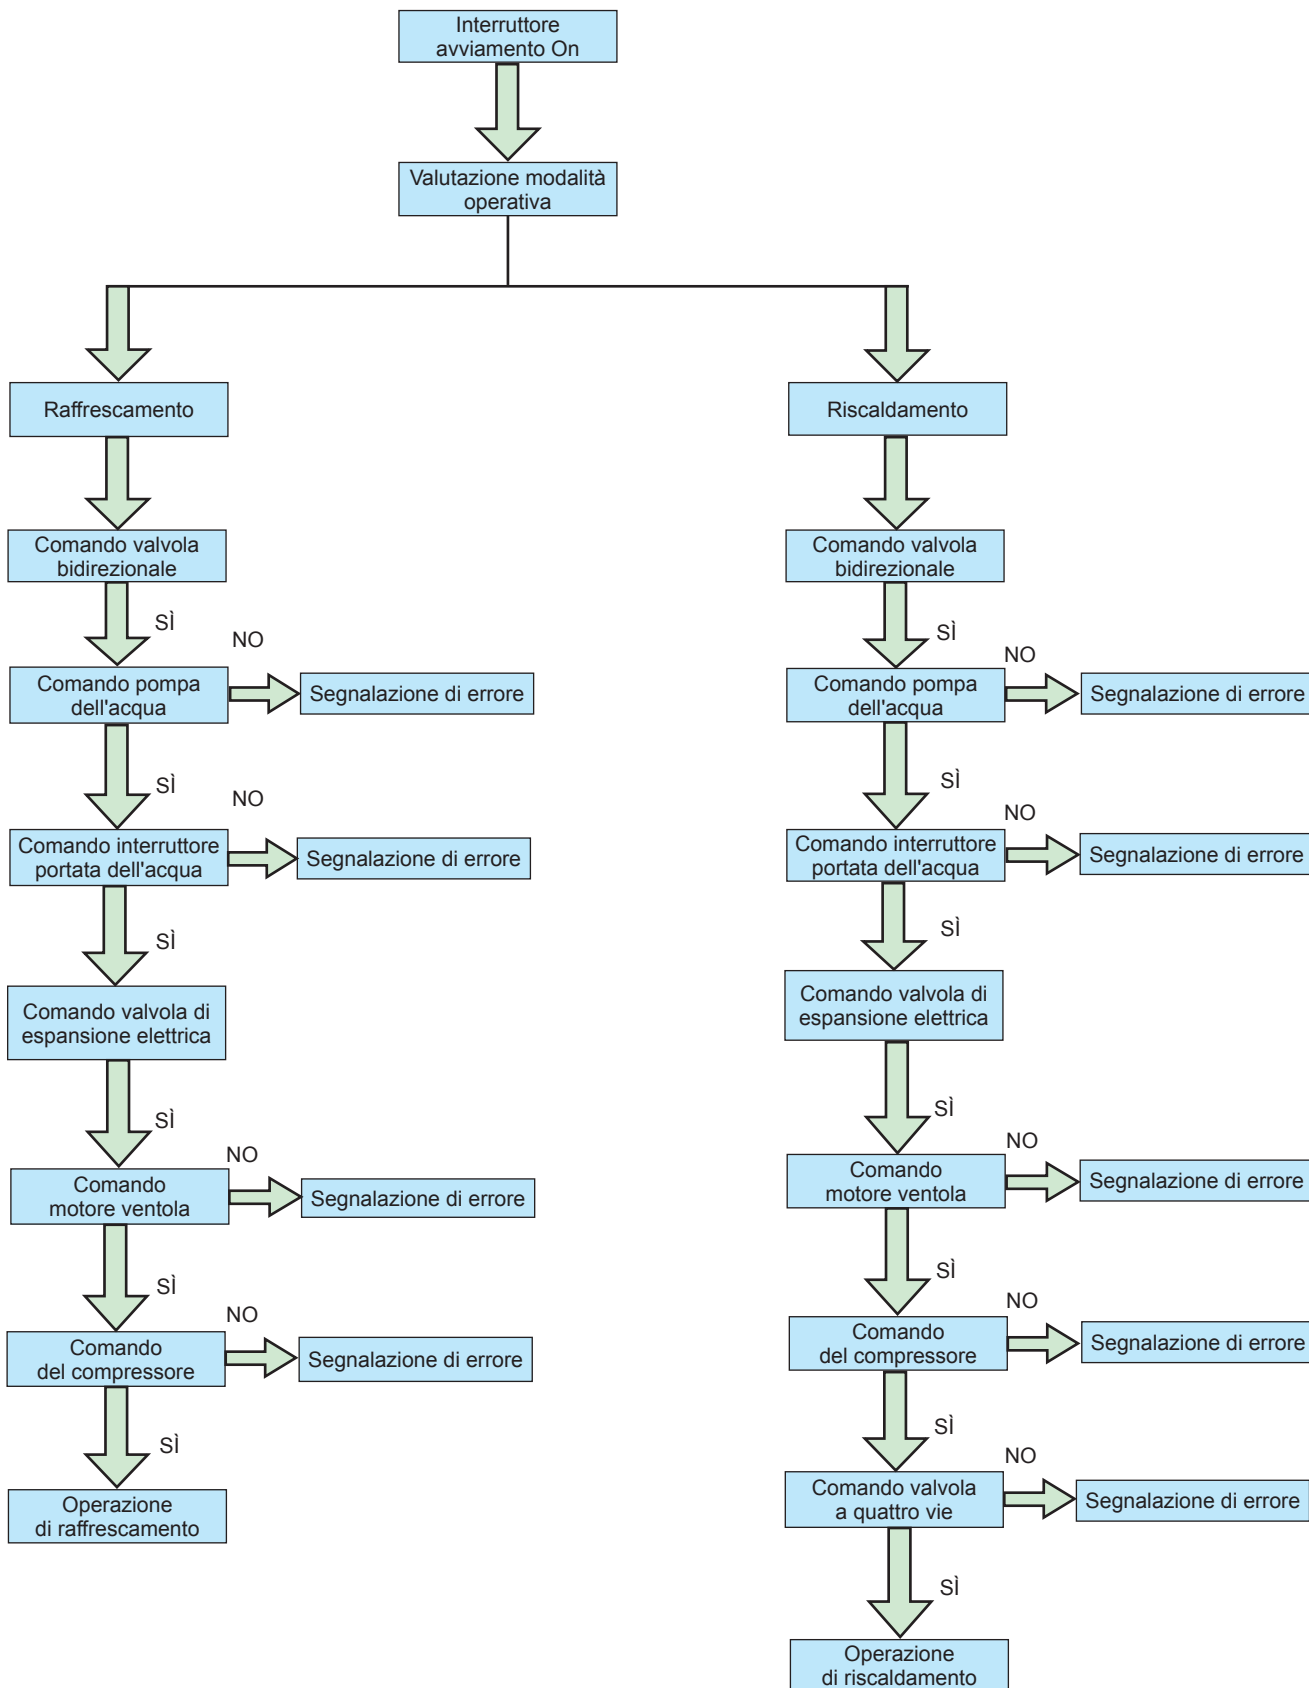 Interruttore
avviamento On
Valutazione modalità
operativa
Raffrescamento
Comando valvola
bidirezionale
SÌ
NO
Comando pompa
dell'acqua
Segnalazione di errore
SÌ
NO
Comando interruttore
portata dell'acqua
Segnalazione di errore
SÌ
Comando valvola di
espansione elettrica
SÌ
NO
Comando
motore ventola
Segnalazione di errore
SÌ
NO
Comando
del compressore
Segnalazione di errore
SÌ
Operazione
di raffrescamento
Riscaldamento
Comando valvola
bidirezionale
SÌ
NO
Comando pompa
dell'acqua
Segnalazione di errore
SÌ
NO
Comando interruttore
portata dell'acqua
Segnalazione di errore
SÌ
Comando valvola di
espansione elettrica
SÌ
NO
Comando
motore ventola
Segnalazione di errore
SÌ
NO
Comando
del compressore
Segnalazione di errore
SÌ
NO
Comando valvola
a quattro vie
Segnalazione di errore
SÌ
Operazione
di riscaldamento